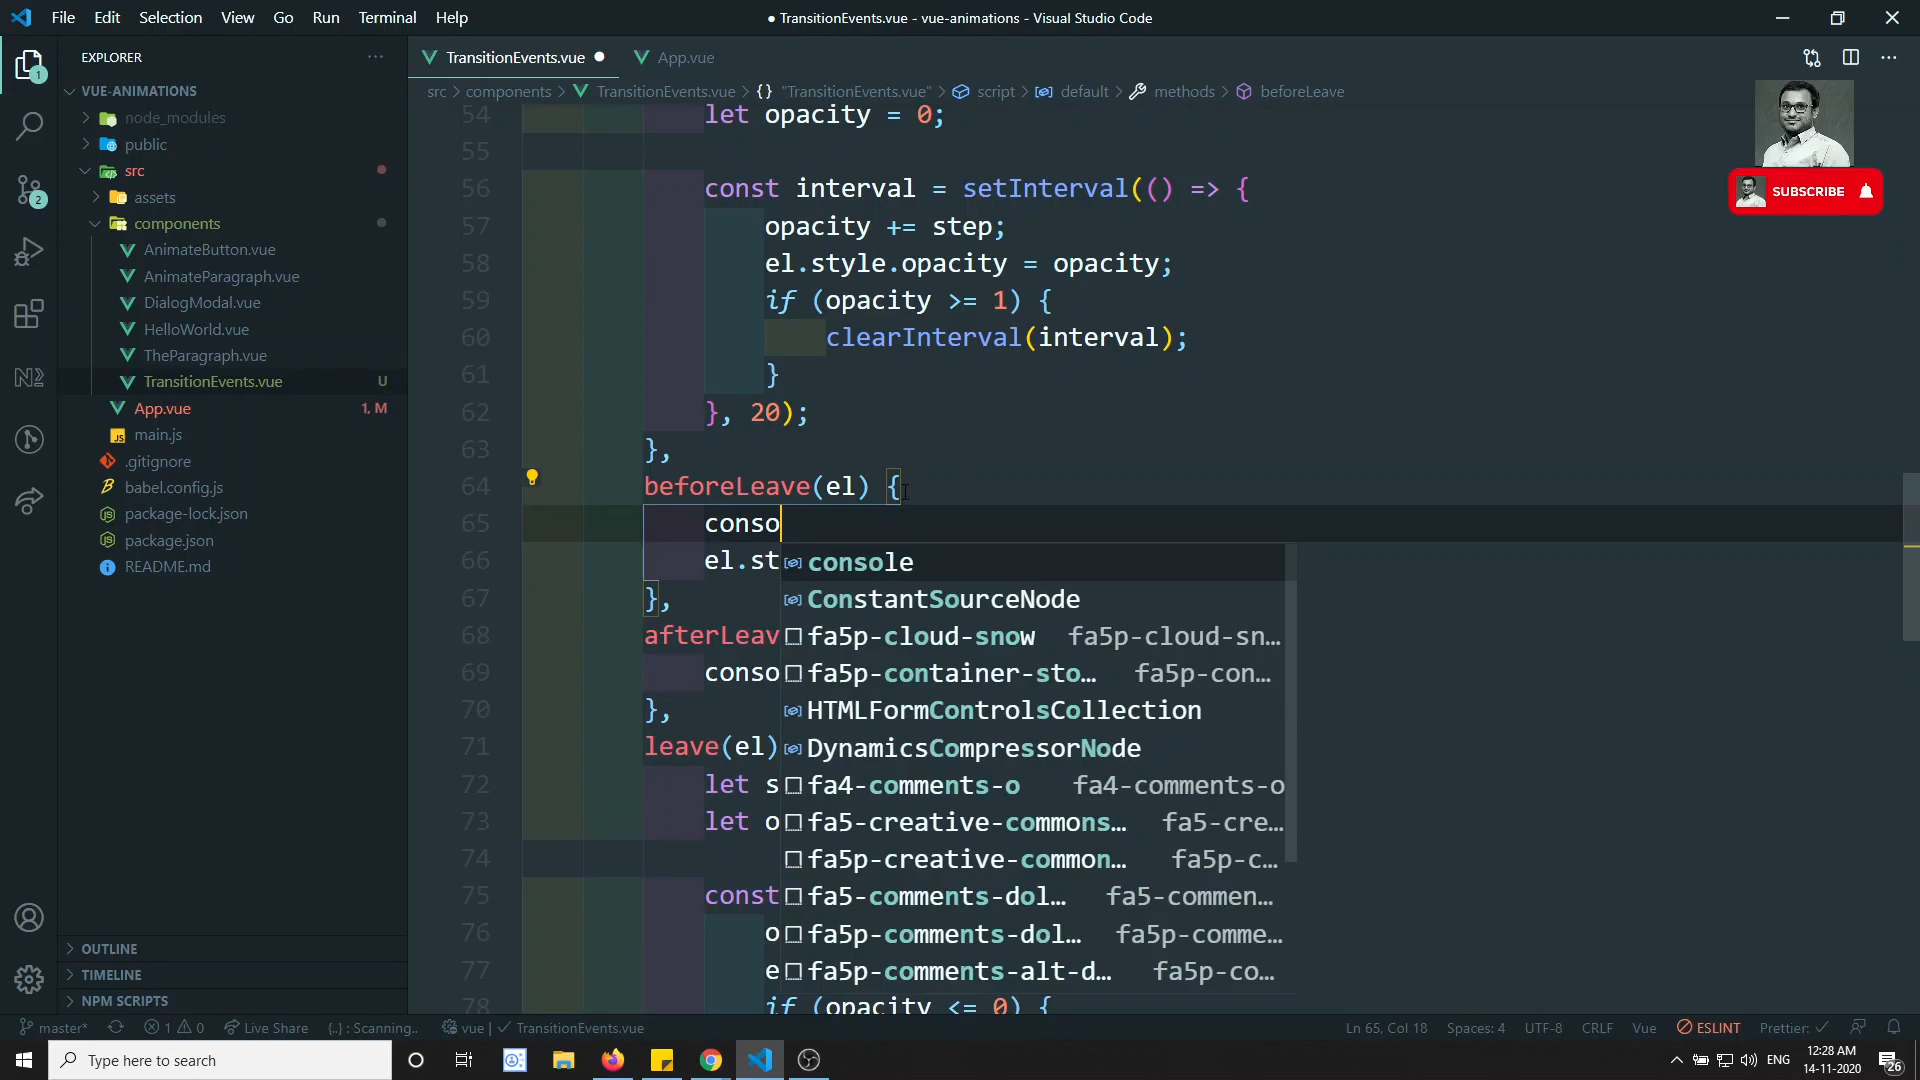 File Edit Selection View Go Run Terminal Help
● TransitionEvents.vue - vue-animations - Visual Studio Code
EXPLORER
TransitionEvents.vue
App.vue
src > components > TransitionEvents.vue > {} "TransitionEvents.vue" > script > default > methods > beforeLeave
SUBSCRIBE
VUE-ANIMATIONS
node_modules
public
src
assets
components
AnimateButton.vue
AnimateParagraph.vue
DialogModal.vue
HelloWorld.vue
TheParagraph.vue
TransitionEvents.vue U
App.vue 1, M
main.js
.gitignore
babel.config.js
package-lock.json
package.json
README.md
OUTLINE
TIMELINE
NPM SCRIPTS
1
2
54 let opacity = 0;
55
56 const interval = setInterval(() => {
57 opacity += step;
58 el.style.opacity = opacity;
59 if (opacity >= 1) {
60 clearInterval(interval);
61 }
62 }, 20);
63 },
64 beforeLeave(el) {
65 conso
66 el.st
67 },
68 afterLeav
69 conso
70 },
71 leave(el)
72 let s
73 let o
74
75 const
76 o
77 e
78 if (opacity <= 0) {
console
ConstantSourceNode
fa5p-cloud-snow fa5p-cloud-sn…
fa5p-container-sto… fa5p-con…
HTMLFormControlsCollection
DynamicsCompressorNode
fa4-comments-o fa4-comments-o
fa5-creative-commons… fa5-cre…
fa5p-creative-common… fa5p-c…
fa5-comments-dol… fa5-commen…
fa5p-comments-dol… fa5p-comme…
fa5p-comments-alt-d… fa5p-co…
master* 1 0 Live Share {..} : Scanning.. vue | ✓ TransitionEvents.vue
Ln 65, Col 18 Spaces: 4 UTF-8 CRLF Vue ESLINT Prettier: ✓
Type here to search
ENG
12:28 AM
14-11-2020
26